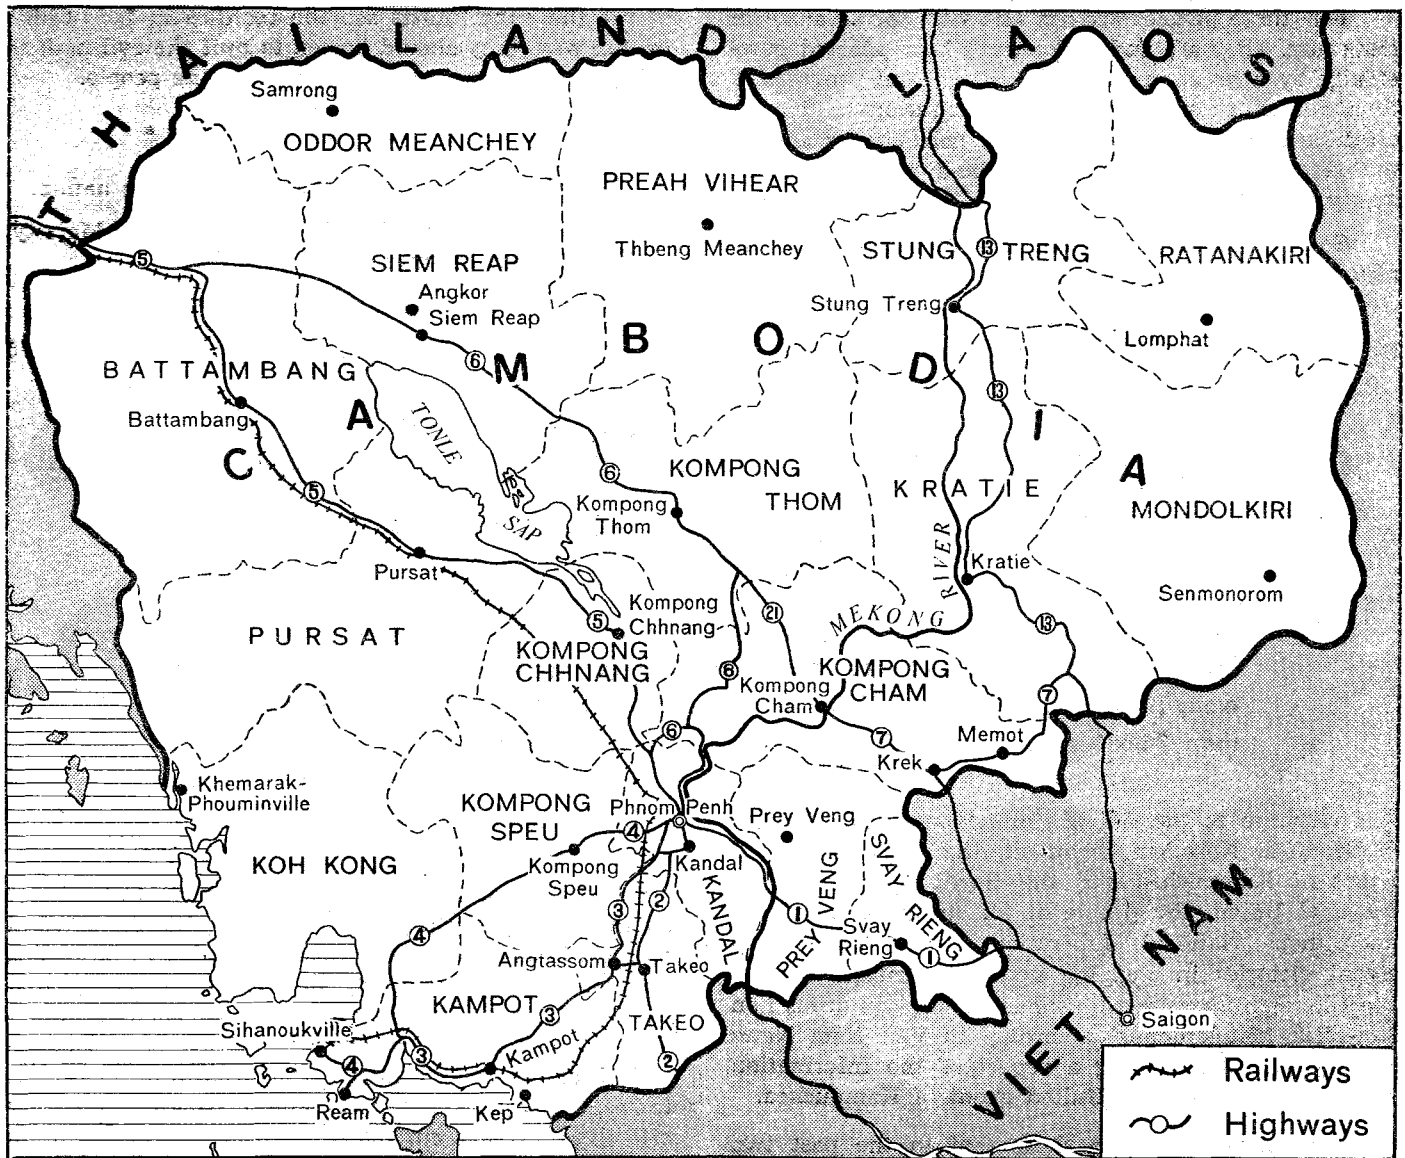 THAILAND
LAOS
Samrong
ODDOR MEANCHEY
PREAH VIHEAR
Thbeng Meanchey
STUNG TRENG
13
RATANAKIRI
5
SIEM REAP
Angkor
Siem Reap
Stung Treng
Lomphat
CAMBODIA
6
BATTAMBANG
Battambang
TONLE
SAP
13
5
6
KOMPONG
THOM
Kompong
Thom
KRATIE
MONDOLKIRI
Pursat
Kratie
Senmonorom
MEKONG RIVER
PURSAT
5
Kompong
Chhnang
KOMPONG
CHHNANG
21
13
6
KOMPONG
CHAM
Kompong
Cham
7
6
7
Memot
Krek
Khemarak-
Phouminville
KOMPONG
SPEU
Phnom Penh
Prey Veng
4
KOH KONG
Kompong
Speu
Kandal
KANDAL
PREY VENG
SVAY RIENG
3
2
1
4
Svay
Rieng
1
Angtassom
Takeo
KAMPOT
3
TAKEO
Sihanoukville
Kampot
4
3
2
Ream
Kep
Saigon
VIET NAM
Railways
Highways